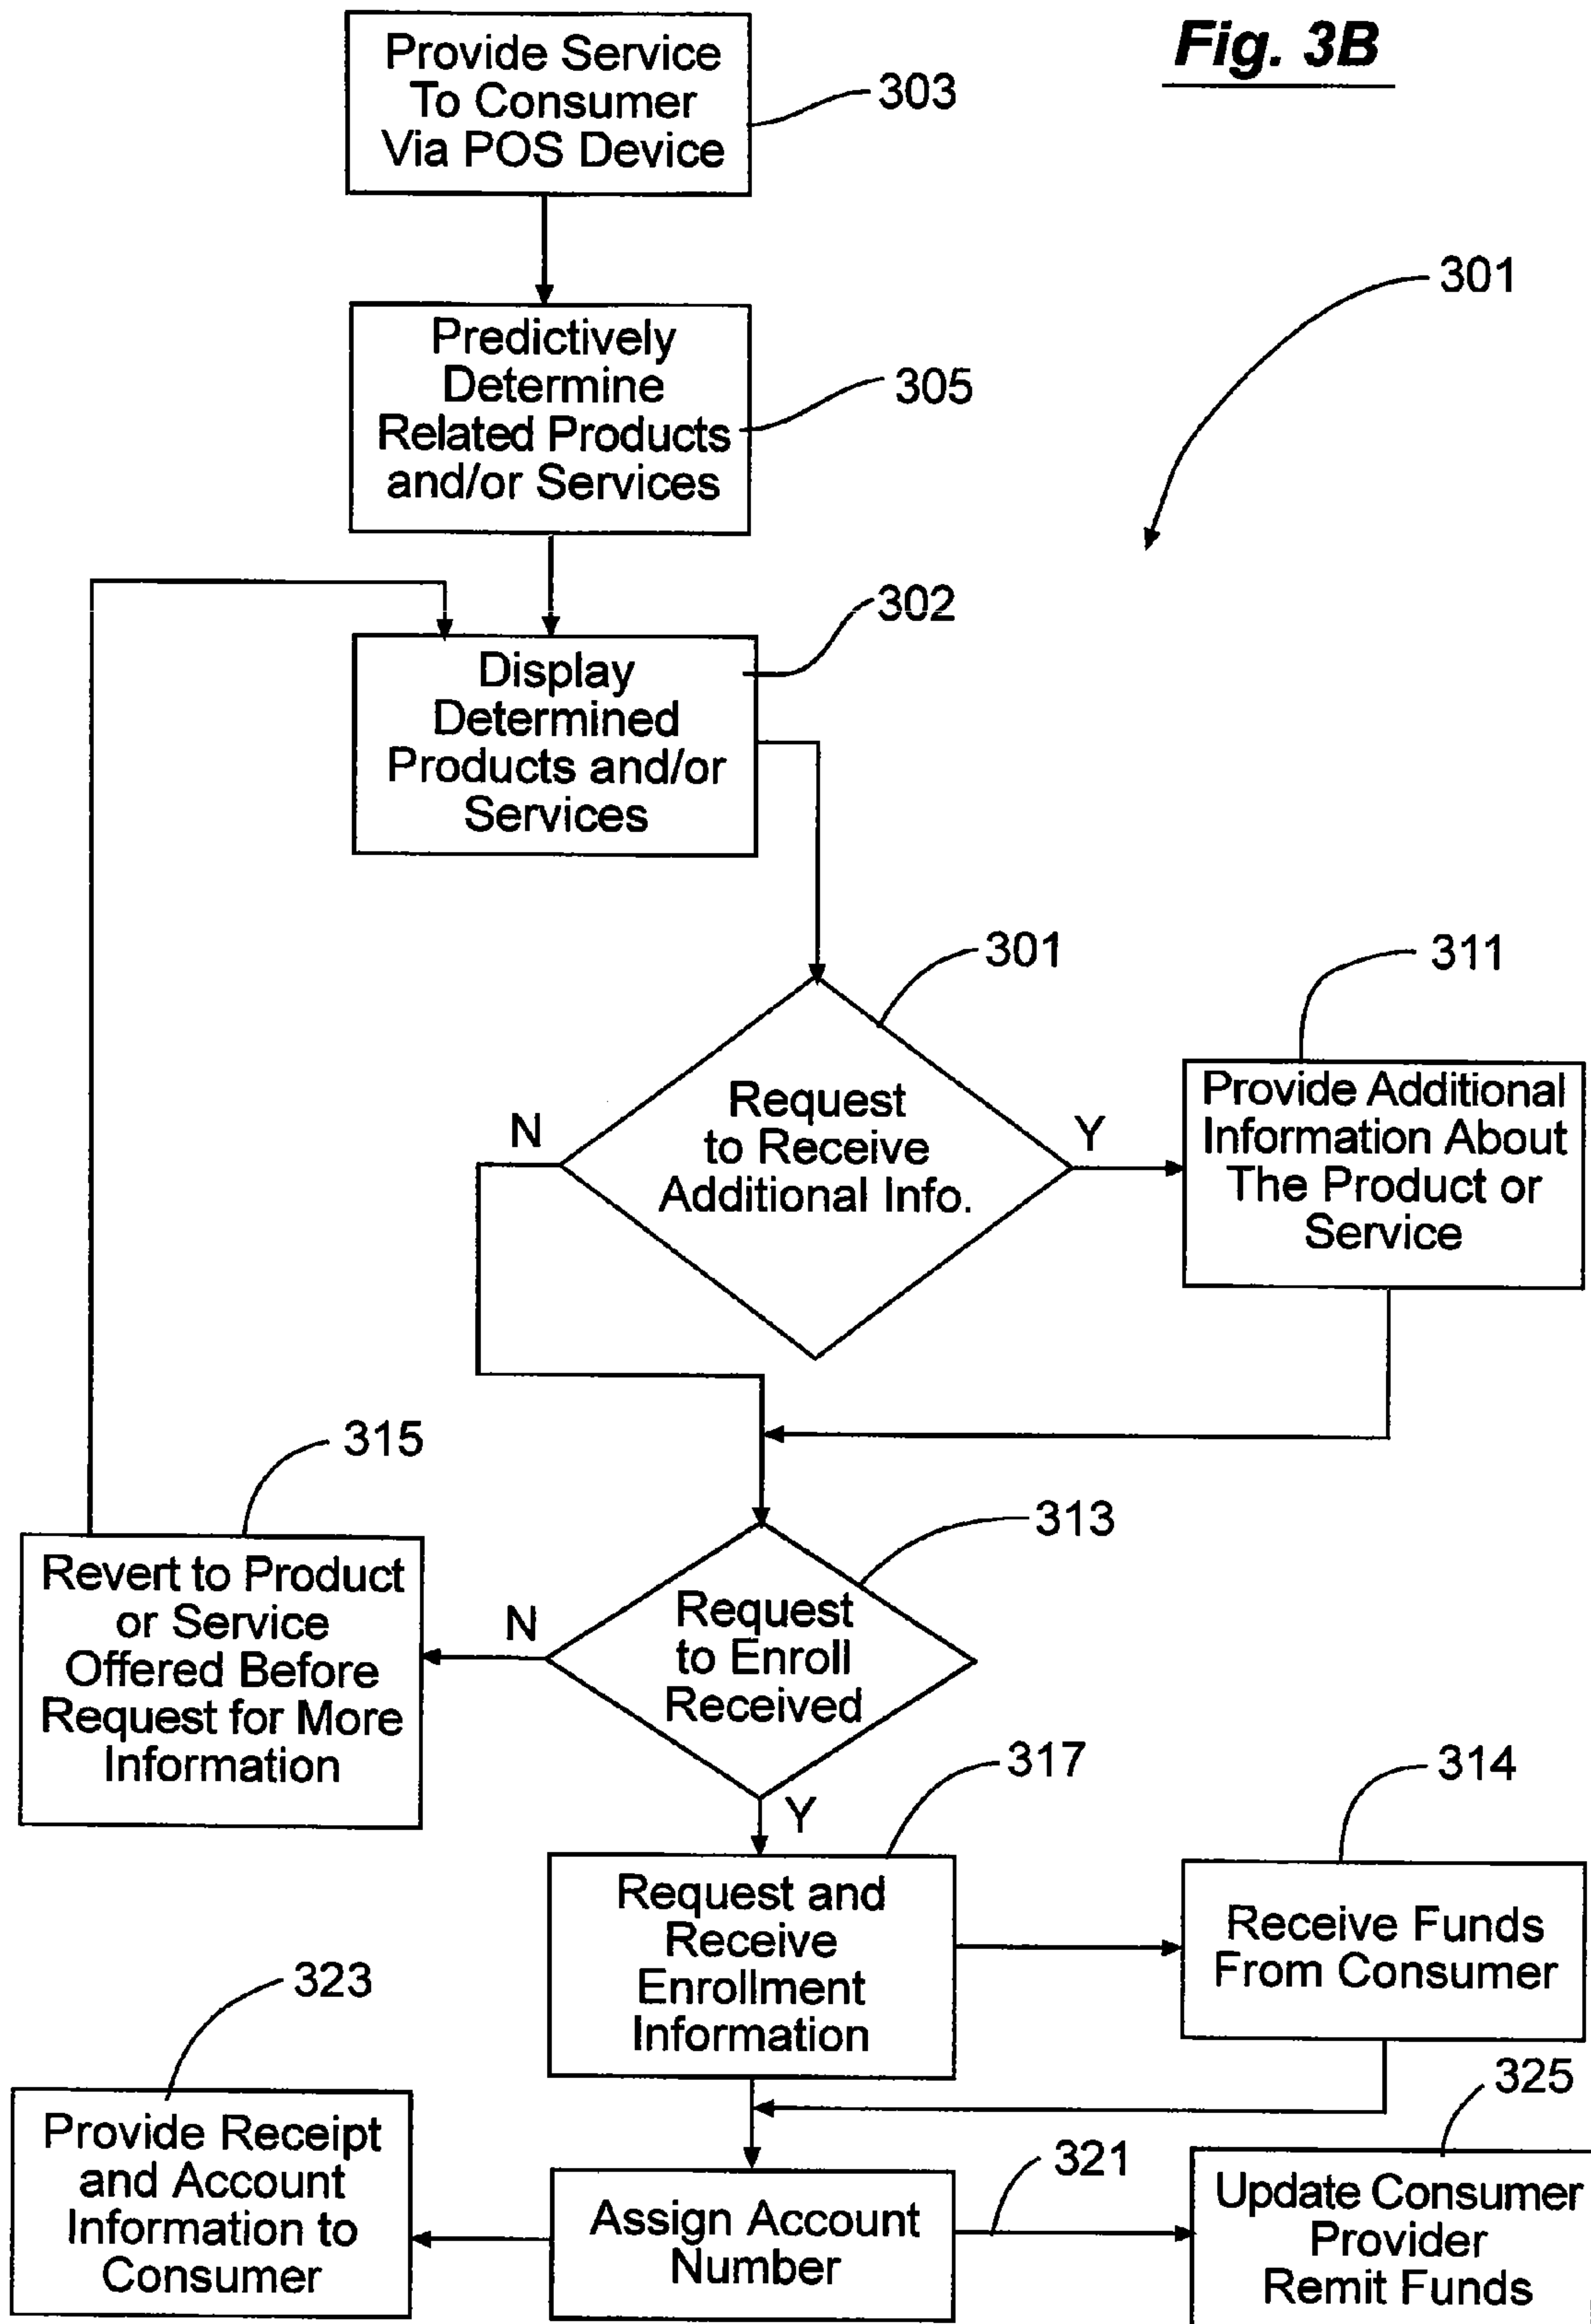 Fig. 3B
Provide Service
To Consumer
Via POS Device
303
301
Predictively
Determine
Related Products
and/or Services
305
302
Display
Determined
Products and/or
Services
301
311
Request
to Receive
Additional Info.
N
Y
Provide Additional
Information About
The Product or
Service
315
313
Revert to Product
or Service
Offered Before
Request for More
Information
N
Request
to Enroll
Received
Y
317
314
Request and
Receive
Enrollment
Information
Receive Funds
From Consumer
323
325
Provide Receipt
and Account
Information to
Consumer
Assign Account
Number
321
Update Consumer
Provider
Remit Funds